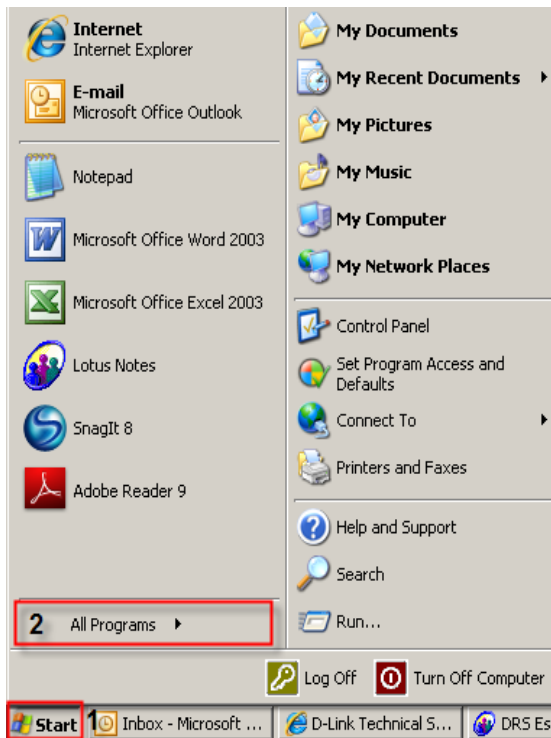 Internet
Internet Explorer
E-mail
Microsoft Office Outlook
Notepad
Microsoft Office Word 2003
Microsoft Office Excel 2003
Lotus Notes
SnagIt 8
Adobe Reader 9
2 All Programs
My Documents
My Recent Documents
My Pictures
My Music
My Computer
My Network Places
Control Panel
Set Program Access and
Defaults
Connect To
Printers and Faxes
Help and Support
Search
Run...
Log Off Turn Off Computer
Start 1 Inbox - Microsoft ... D-Link Technical S... DRS Es